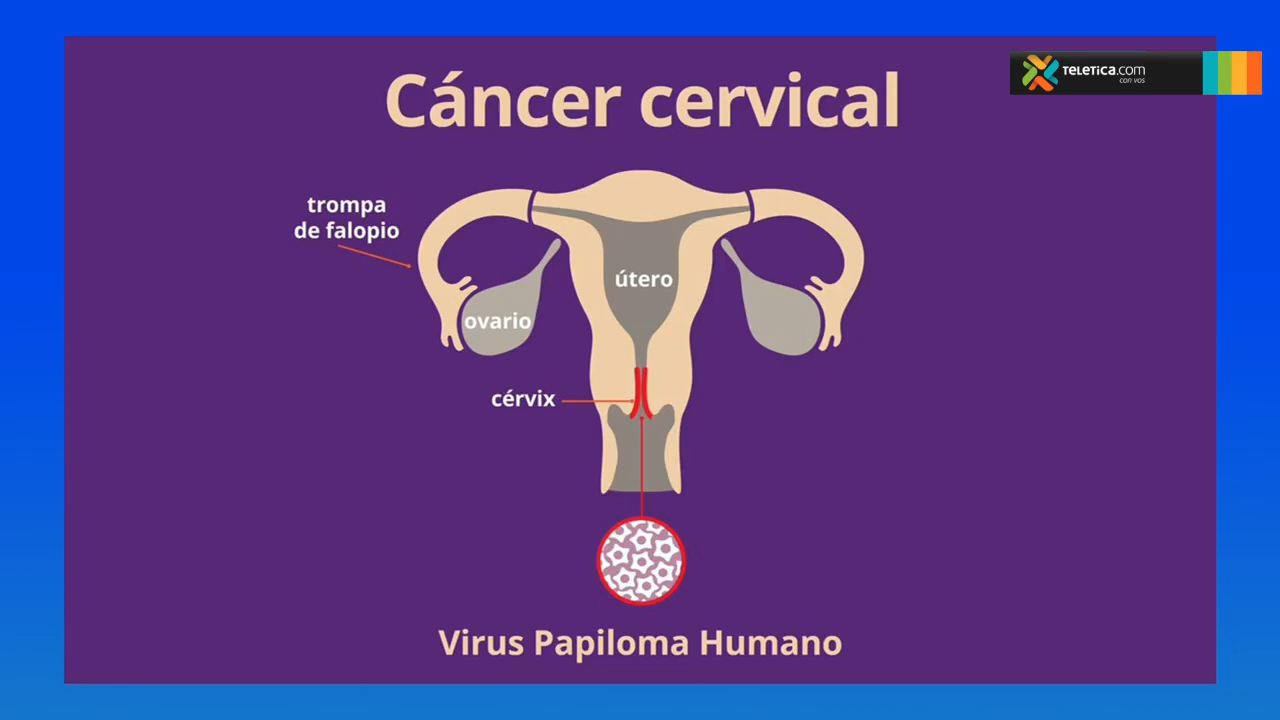 Cáncer cervical
TELETICA.COM
con vos
trompa
de falopio
útero
ovario
cérvix
Virus Papiloma Humano